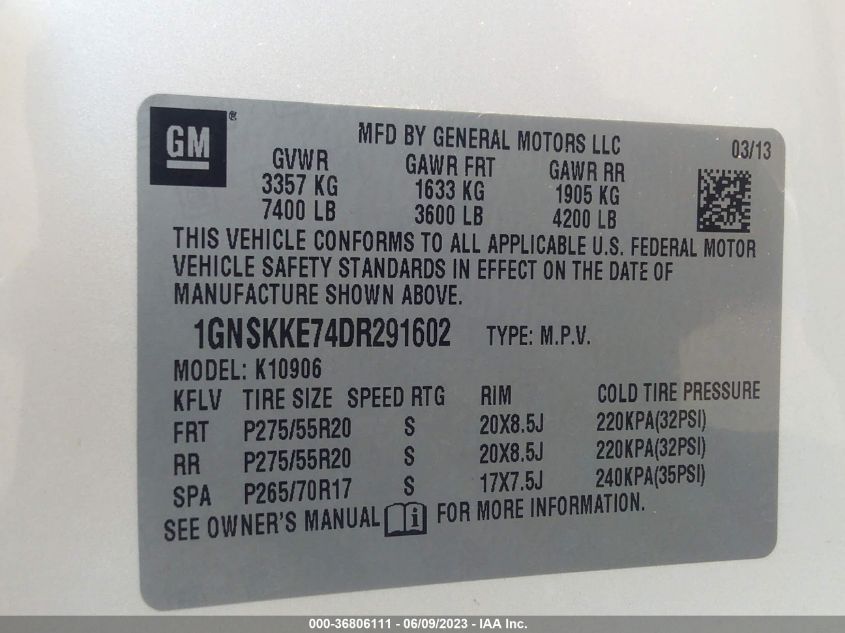 GM®
MFD BY GENERAL MOTORS LLC
03/13
GVWR GAWR FRT GAWR RR
3357 KG 1633 KG 1905 KG
7400 LB 3600 LB 4200 LB
THIS VEHICLE CONFORMS TO ALL APPLICABLE U.S. FEDERAL MOTOR
VEHICLE SAFETY STANDARDS IN EFFECT ON THE DATE OF
MANUFACTURE SHOWN ABOVE.
1GNSKKE74DR291602 TYPE: M.P.V.
MODEL: K10906
KFLV TIRE SIZE SPEED RTG RIM COLD TIRE PRESSURE
FRT P275/55R20 S 20X8.5J 220KPA(32PSI)
RR P275/55R20 S 20X8.5J 220KPA(32PSI)
SPA P265/70R17 S 17X7.5J 240KPA(35PSI)
SEE OWNER'S MANUAL i FOR MORE INFORMATION.
000-36806111 - 06/09/2023 - IAA Inc.